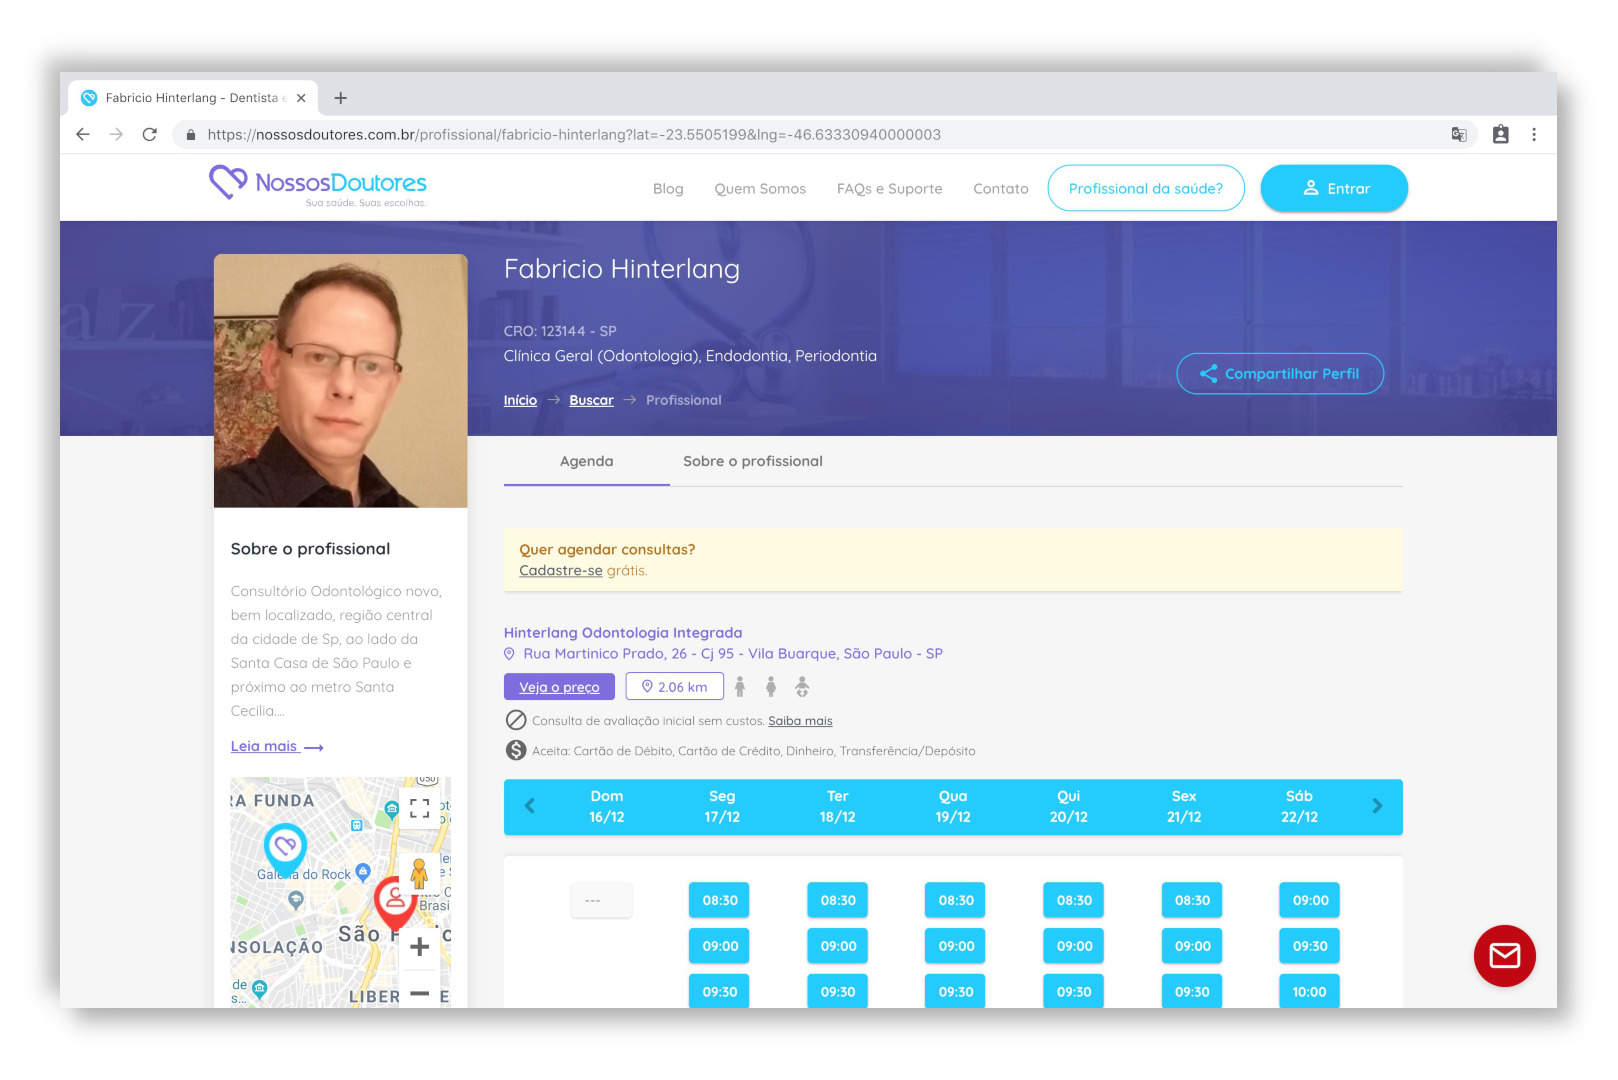 Fabricio Hinterlang - Dentista e
https://nossosdoutores.com.br/profissional/fabricio-hinterlang?lat=-23.5505199&lng=-46.63330940000003
NossosDoutores
Sua saúde. Suas escolhas.
Blog
Quem Somos
FAQs e Suporte
Contato
Profissional da saúde?
Entrar
Fabricio Hinterlang
CRO: 123144 - SP
Clínica Geral (Odontologia), Endodontia, Periodontia
Compartilhar Perfil
Início → Buscar → Profissional
Agenda
Sobre o profissional
Quer agendar consultas?
Cadastre-se grátis.
Sobre o profissional
Consultório Odontológico novo,
bem localizado, região central
da cidade de Sp, ao lado da
Santa Casa de São Paulo e
próximo ao metro Santa
Cecilia....
Leia mais
Hinterlang Odontologia Integrada
Rua Martinico Prado, 26 - Cj 95 - Vila Buarque, São Paulo - SP
Veja o preço
2.06 km
Consulta de avaliação inicial sem custos. Saiba mais
Aceita: Cartão de Débito, Cartão de Crédito, Dinheiro, Transferência/Depósito
Dom Seg Ter Qua Qui Sex Sáb
16/12 17/12 18/12 19/12 20/12 21/12 22/12
--- 08:30 08:30 08:30 08:30 08:30 09:00
09:00 09:00 09:00 09:00 09:00 09:30
09:30 09:30 09:30 09:30 09:30 10:00
RA FUNDA
Galeria do Rock
Brasi
São
NSOLAÇÃO
de
s...
LIBER